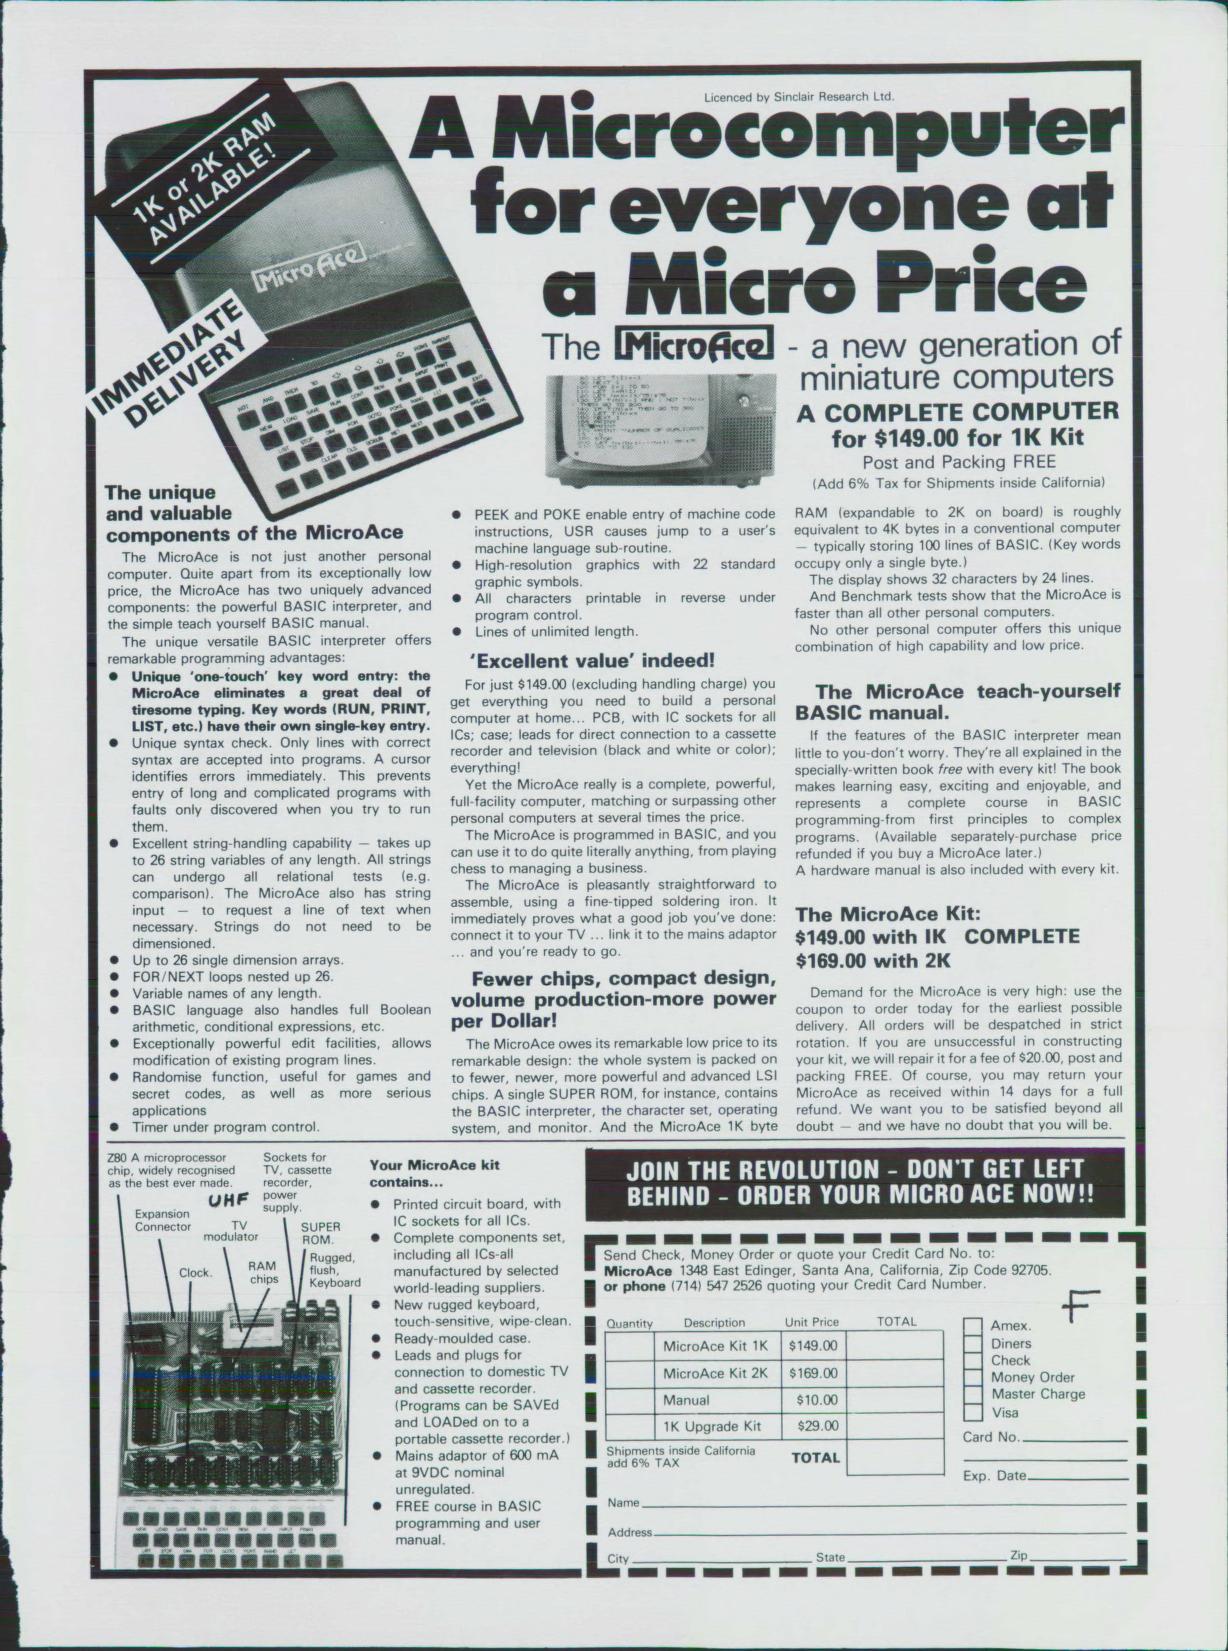 Licenced by Sinclair Research Ltd.
A Microcomputer
for everyone at
a Micro Price
1K or 2K RAM
AVAILABLE!
MicroAce
IMMEDIATE
DELIVERY
The MicroAce - a new generation of
miniature computers
A COMPLETE COMPUTER
for $149.00 for 1K Kit
Post and Packing FREE
(Add 6% Tax for Shipments inside California)
The unique
and valuable
components of the MicroAce
The MicroAce is not just another personal
computer. Quite apart from its exceptionally low
price, the MicroAce has two uniquely advanced
components: the powerful BASIC interpreter, and
the simple teach yourself BASIC manual.
The unique versatile BASIC interpreter offers
remarkable programming advantages:
● Unique 'one-touch' key word entry: the
MicroAce eliminates a great deal of
tiresome typing. Key words (RUN, PRINT,
LIST, etc.) have their own single-key entry.
● Unique syntax check. Only lines with correct
syntax are accepted into programs. A cursor
identifies errors immediately. This prevents
entry of long and complicated programs with
faults only discovered when you try to run
them.
● Excellent string-handling capability — takes up
to 26 string variables of any length. All strings
can undergo all relational tests (e.g.
comparison). The MicroAce also has string
input — to request a line of text when
necessary. Strings do not need to be
dimensioned.
● Up to 26 single dimension arrays.
● FOR/NEXT loops nested up 26.
● Variable names of any length.
● BASIC language also handles full Boolean
arithmetic, conditional expressions, etc.
● Exceptionally powerful edit facilities, allows
modification of existing program lines.
● Randomise function, useful for games and
secret codes, as well as more serious
applications
● Timer under program control.
● PEEK and POKE enable entry of machine code
instructions, USR causes jump to a user's
machine language sub-routine.
● High-resolution graphics with 22 standard
graphic symbols.
● All characters printable in reverse under
program control.
● Lines of unlimited length.
'Excellent value' indeed!
For just $149.00 (excluding handling charge) you
get everything you need to build a personal
computer at home... PCB, with IC sockets for all
ICs; case; leads for direct connection to a cassette
recorder and television (black and white or color);
everything!
Yet the MicroAce really is a complete, powerful,
full-facility computer, matching or surpassing other
personal computers at several times the price.
The MicroAce is programmed in BASIC, and you
can use it to do quite literally anything, from playing
chess to managing a business.
The MicroAce is pleasantly straightforward to
assemble, using a fine-tipped soldering iron. It
immediately proves what a good job you've done:
connect it to your TV ... link it to the mains adaptor
... and you're ready to go.
Fewer chips, compact design,
volume production-more power
per Dollar!
The MicroAce owes its remarkable low price to its
remarkable design: the whole system is packed on
to fewer, newer, more powerful and advanced LSI
chips. A single SUPER ROM, for instance, contains
the BASIC interpreter, the character set, operating
system, and monitor. And the MicroAce 1K byte
RAM (expandable to 2K on board) is roughly
equivalent to 4K bytes in a conventional computer
— typically storing 100 lines of BASIC. (Key words
occupy only a single byte.)
The display shows 32 characters by 24 lines.
And Benchmark tests show that the MicroAce is
faster than all other personal computers.
No other personal computer offers this unique
combination of high capability and low price.
The MicroAce teach-yourself
BASIC manual.
If the features of the BASIC interpreter mean
little to you-don't worry. They're all explained in the
specially-written book free with every kit! The book
makes learning easy, exciting and enjoyable, and
represents a complete course in BASIC
programming-from first principles to complex
programs. (Available separately-purchase price
refunded if you buy a MicroAce later.)
A hardware manual is also included with every kit.
The MicroAce Kit:
$149.00 with IK COMPLETE
$169.00 with 2K
Demand for the MicroAce is very high: use the
coupon to order today for the earliest possible
delivery. All orders will be despatched in strict
rotation. If you are unsuccessful in constructing
your kit, we will repair it for a fee of $20.00, post and
packing FREE. Of course, you may return your
MicroAce as received within 14 days for a full
refund. We want you to be satisfied beyond all
doubt — and we have no doubt that you will be.
Z80 A microprocessor
chip, widely recognised
as the best ever made.
Sockets for
TV, cassette
recorder,
power
supply.
UHF
Expansion
Connector
TV
modulator
SUPER
ROM.
Clock.
RAM
chips
Rugged,
flush,
Keyboard
Your MicroAce kit
contains...
● Printed circuit board, with
IC sockets for all ICs.
● Complete components set,
including all ICs-all
manufactured by selected
world-leading suppliers.
● New rugged keyboard,
touch-sensitive, wipe-clean.
● Ready-moulded case.
● Leads and plugs for
connection to domestic TV
and cassette recorder.
(Programs can be SAVEd
and LOADed on to a
portable cassette recorder.)
● Mains adaptor of 600 mA
at 9VDC nominal
unregulated.
● FREE course in BASIC
programming and user
manual.
JOIN THE REVOLUTION - DON'T GET LEFT
BEHIND - ORDER YOUR MICRO ACE NOW!!
Send Check, Money Order or quote your Credit Card No. to:
MicroAce 1348 East Edinger, Santa Ana, California, Zip Code 92705.
or phone (714) 547 2526 quoting your Credit Card Number.
F
Quantity Description Unit Price TOTAL
MicroAce Kit 1K $149.00
MicroAce Kit 2K $169.00
Manual $10.00
1K Upgrade Kit $29.00
Shipments inside California
add 6% TAX
TOTAL
Amex.
Diners
Check
Money Order
Master Charge
Visa
Card No.
Exp. Date
Name
Address
City State Zip